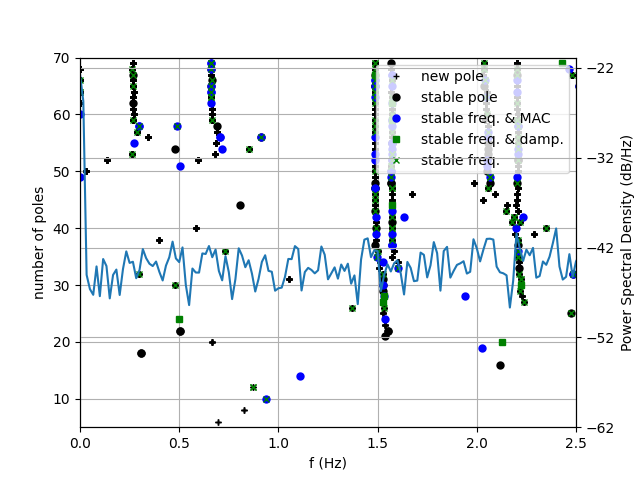 70
60
50
40
30
20
10
number of poles
0.0
0.5
1.0
1.5
2.0
2.5
f (Hz)
−22
−32
−42
−52
−62
Power Spectral Density (dB/Hz)
new pole
stable pole
stable freq. & MAC
stable freq. & damp.
stable freq.